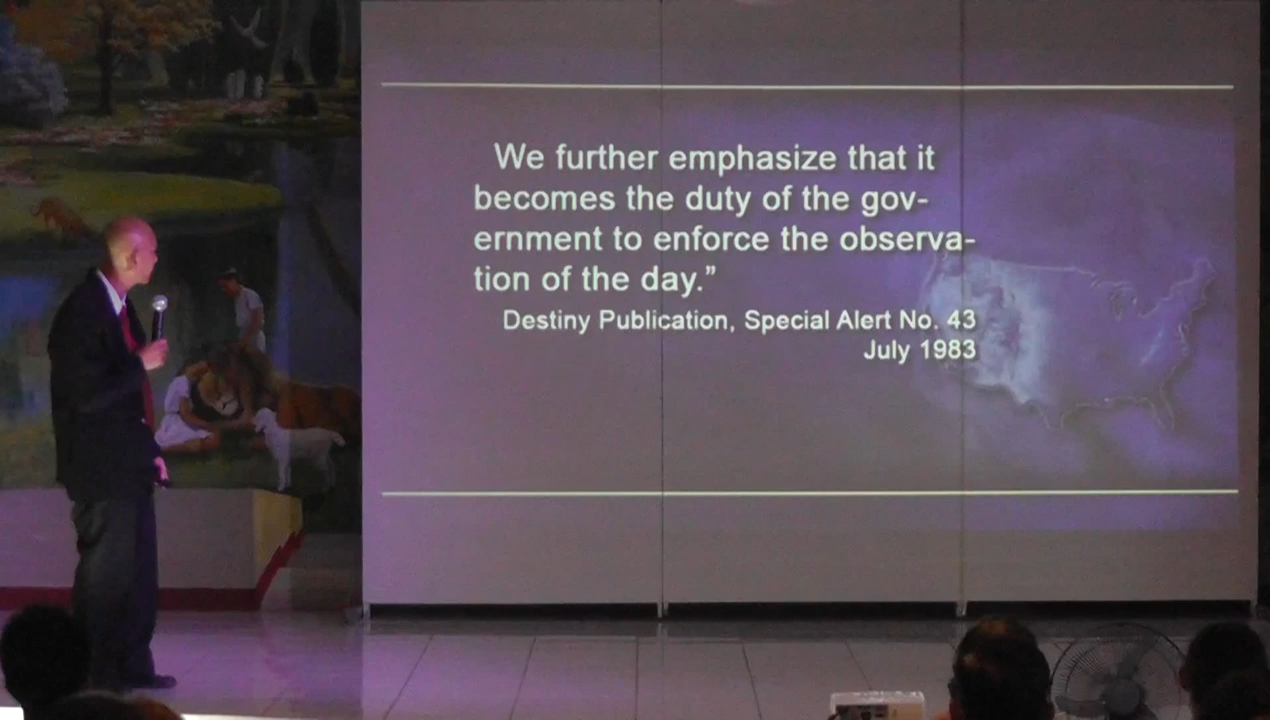 We further emphasize that it
becomes the duty of the gov-
ernment to enforce the observa-
tion of the day.”
Destiny Publication, Special Alert No. 43
July 1983